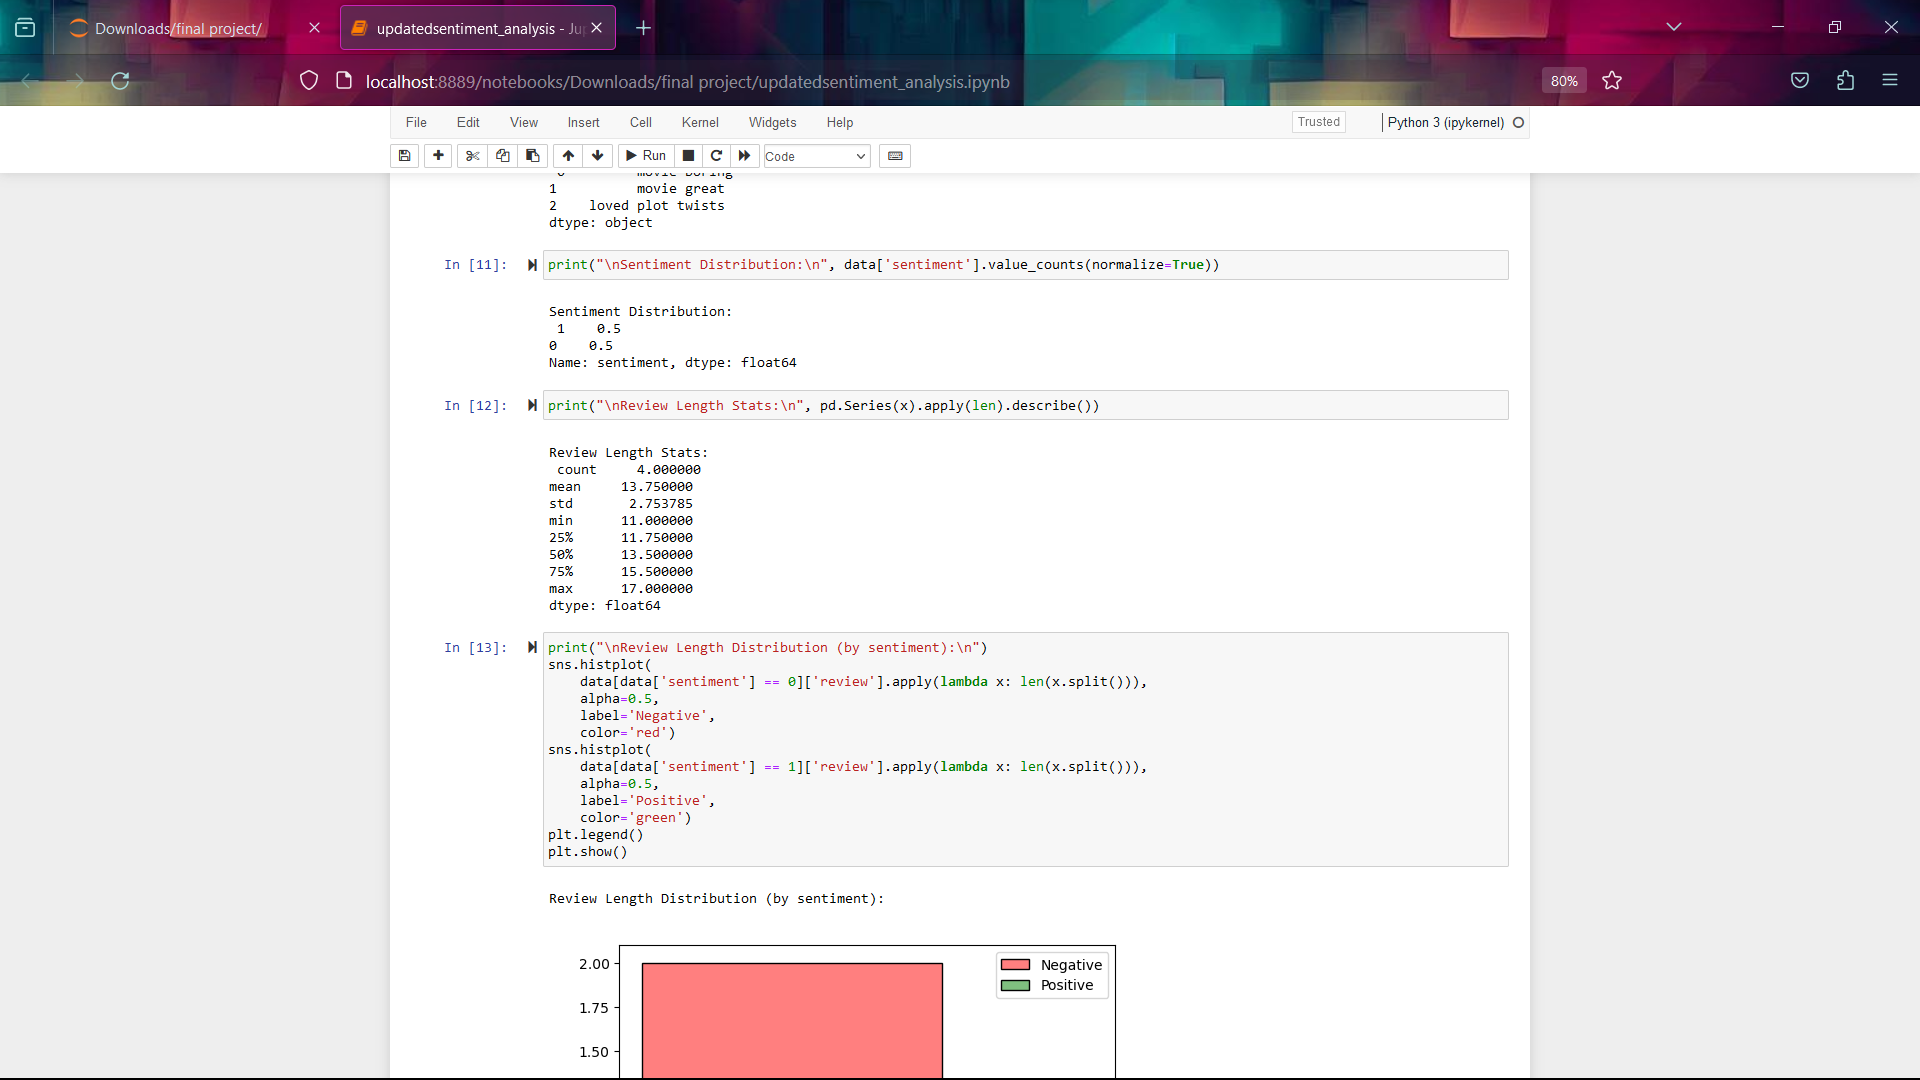 Downloads/final project/
updatedsentiment_analysis - Ju
localhost:8889/notebooks/Downloads/final project/updatedsentiment_analysis.ipynb
80%
File Edit View Insert Cell Kernel Widgets Help
Trusted
Python 3 (ipykernel)
Run
Code
0 movie boring
1 movie great
2 loved plot twists
dtype: object
In [11]:
print("\nSentiment Distribution:\n", data['sentiment'].value_counts(normalize=True))
Sentiment Distribution:
1 0.5
0 0.5
Name: sentiment, dtype: float64
In [12]:
print("\nReview Length Stats:\n", pd.Series(x).apply(len).describe())
Review Length Stats:
count 4.000000
mean 13.750000
std 2.753785
min 11.000000
25% 11.750000
50% 13.500000
75% 15.500000
max 17.000000
dtype: float64
In [13]:
print("\nReview Length Distribution (by sentiment):\n")
sns.histplot(
data[data['sentiment'] == 0]['review'].apply(lambda x: len(x.split())),
alpha=0.5,
label='Negative',
color='red')
sns.histplot(
data[data['sentiment'] == 1]['review'].apply(lambda x: len(x.split())),
alpha=0.5,
label='Positive',
color='green')
plt.legend()
plt.show()
Review Length Distribution (by sentiment):
2.00
1.75
1.50
Negative
Positive